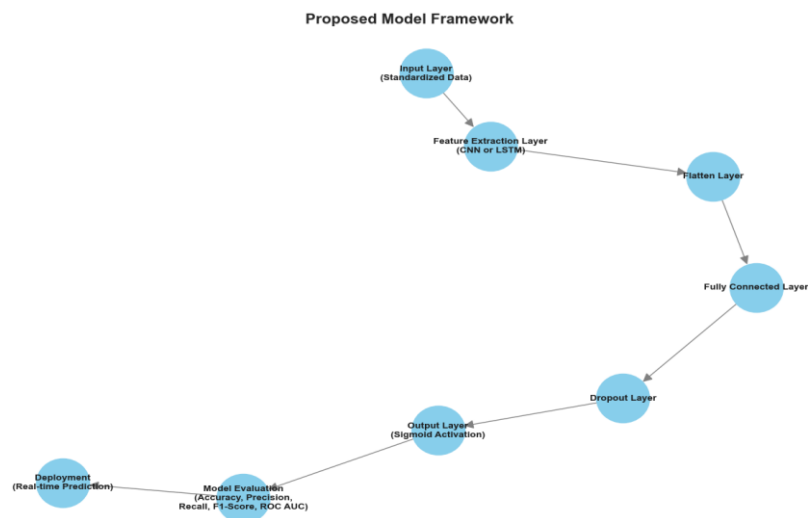 Proposed Model Framework
Input Layer
(Standardized Data)
Feature Extraction Layer
(CNN or LSTM)
Flatten Layer
Fully Connected Layer
Dropout Layer
Output Layer
(Sigmoid Activation)
Model Evaluation
(Accuracy, Precision,
Recall, F1-Score, ROC AUC)
Deployment
(Real-time Prediction)